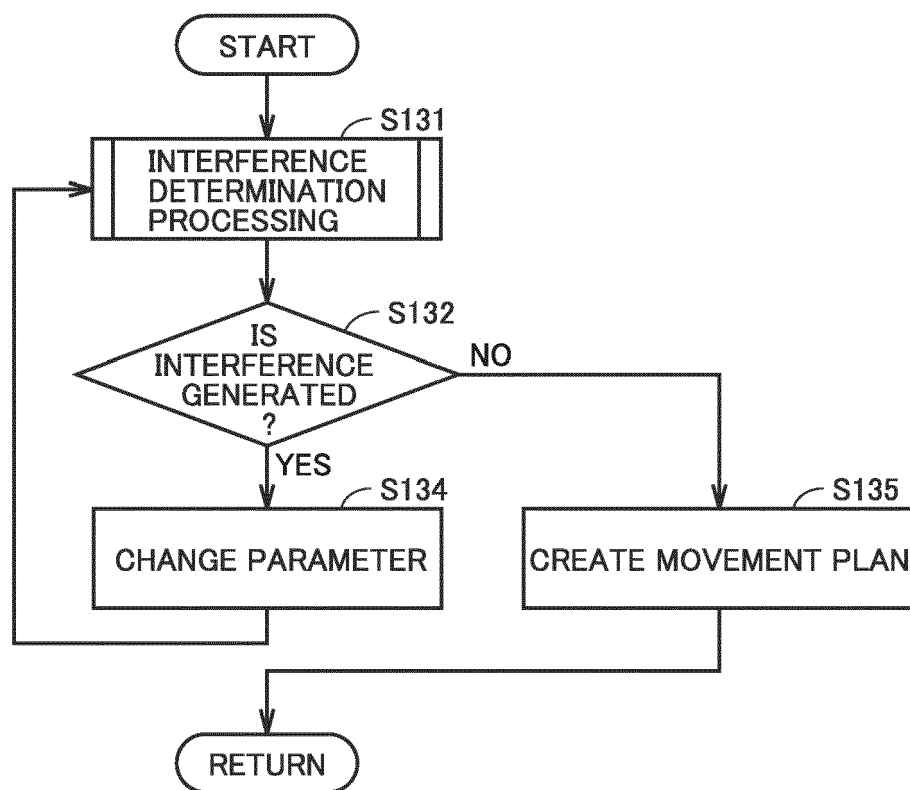 START
S131
INTERFERENCE
DETERMINATION
PROCESSING
S132
IS
INTERFERENCE
GENERATED
?
NO
YES
S134
CHANGE PARAMETER
S135
CREATE MOVEMENT PLAN
RETURN